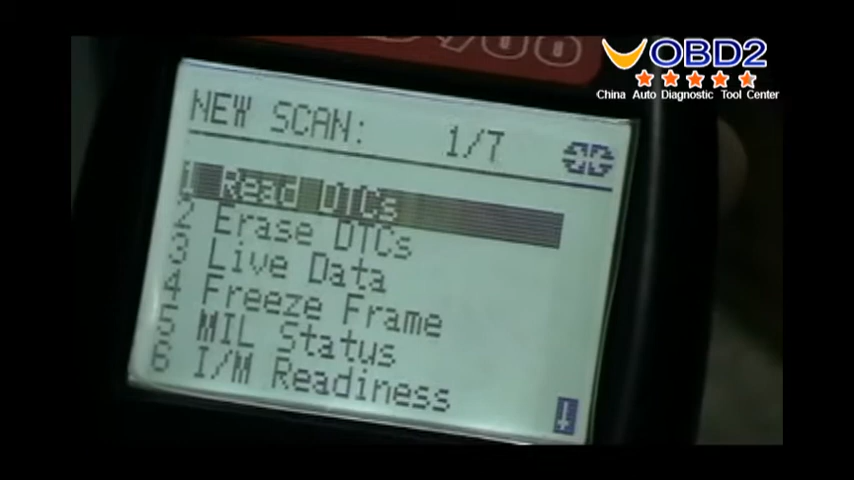 UOBD2
China Auto Diagnostic Tool Center
NEW SCAN: 1/7
1 Read DTCs
2 Erase DTCs
3 Live Data
4 Freeze Frame
5 MIL Status
6 I/M Readiness